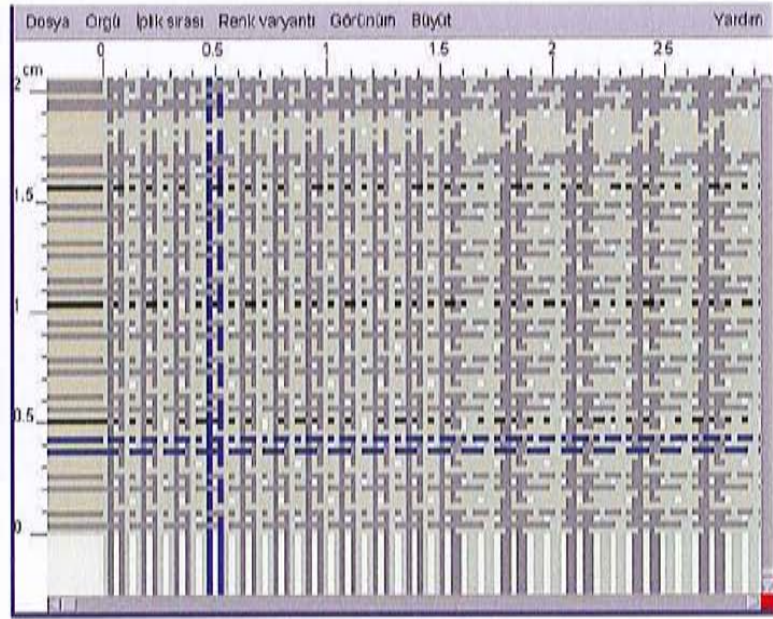 Dosya Örgü İplik sırası Renk varyantı Görünüm Büyüt Yardım
0 0.5 1 1.5 2 2.5
2 cm
1.5
1
0.5
0